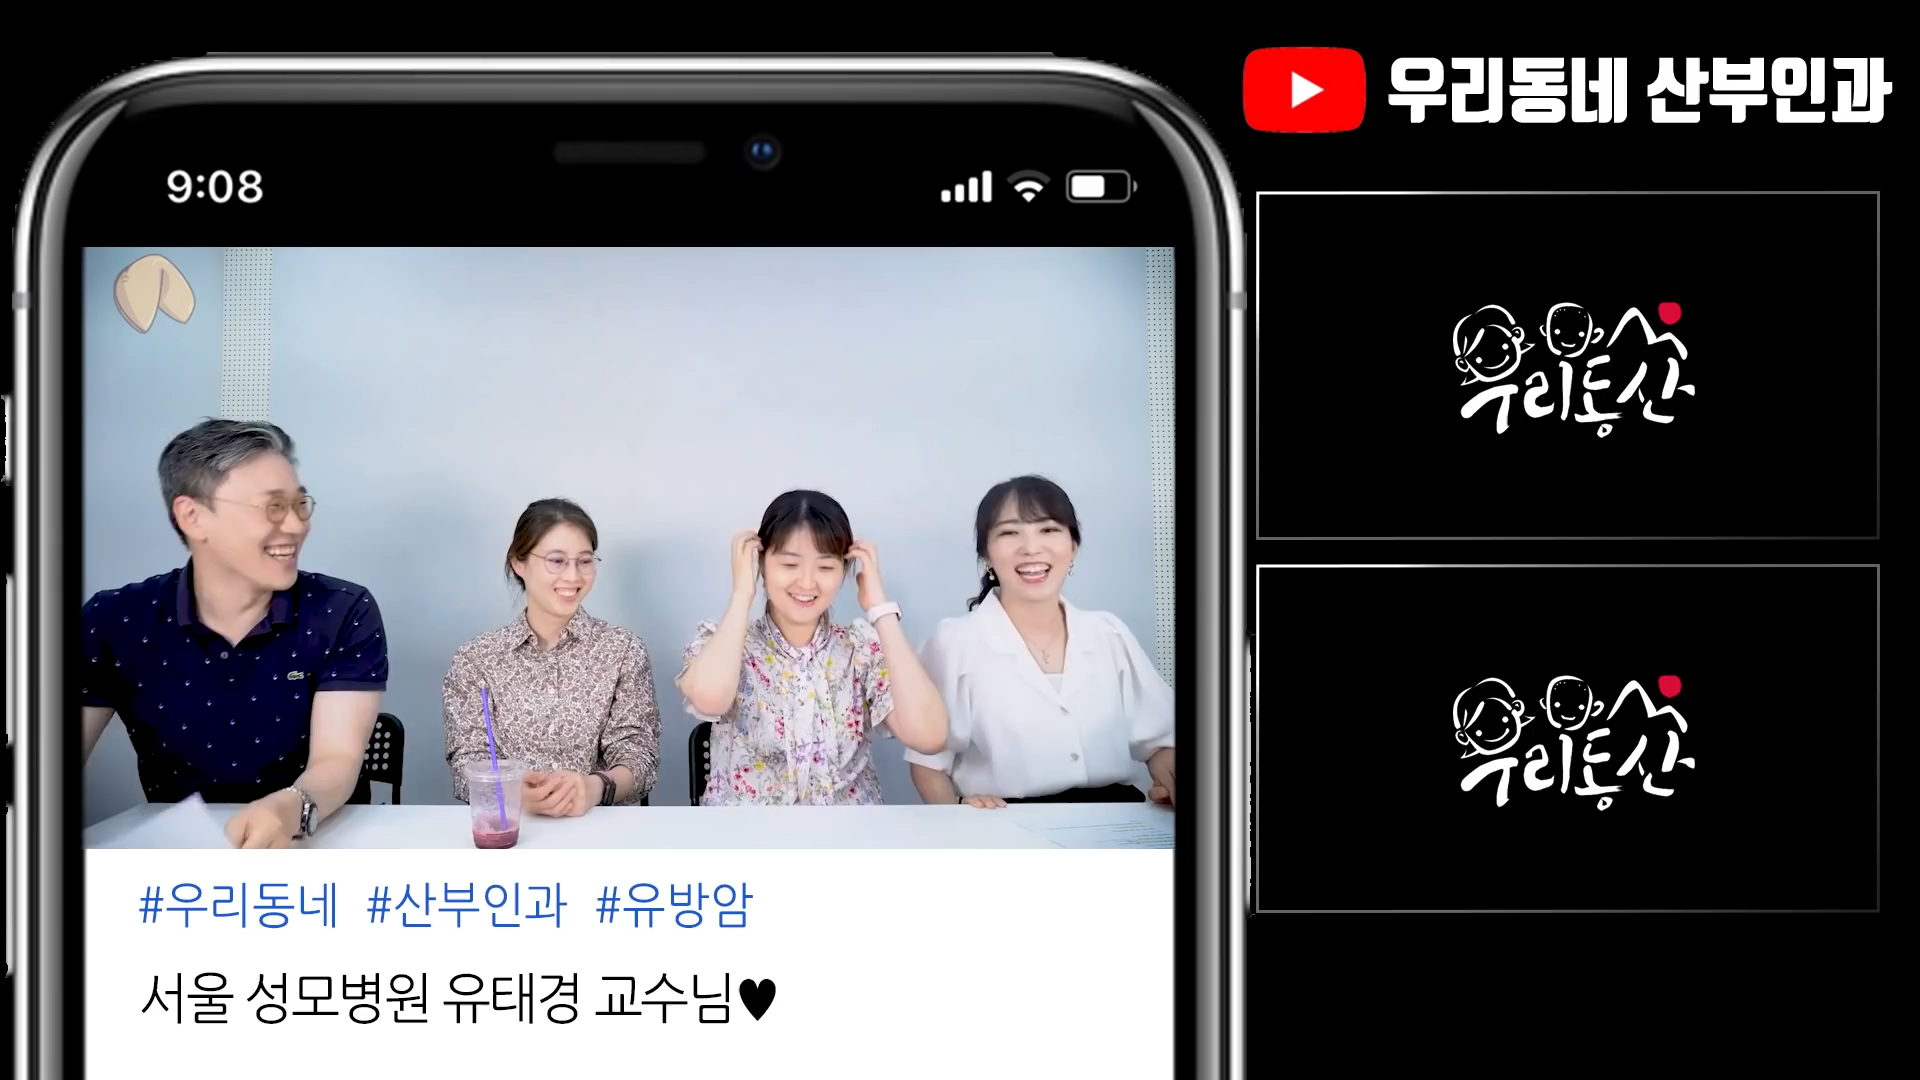 우리동네 산부인과
9:08
우리동산
우리동산
#우리동네 #산부인과 #유방암
서울 성모병원 유태경 교수님♥